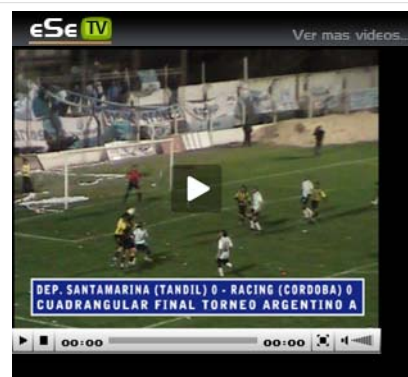 eSe TV
Ver mas videos...
DEP. SANTAMARINA (TANDIL) 0 - RACING (CORDOBA) 0
CUADRANGULAR FINAL TORNEO ARGENTINO A
00:00
00:00